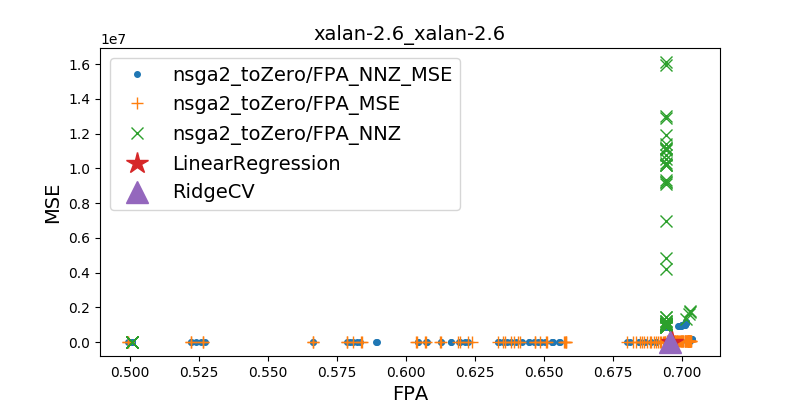 xalan-2.6_xalan-2.6
1e7
nsga2_toZero/FPA_NNZ_MSE
nsga2_toZero/FPA_MSE
nsga2_toZero/FPA_NNZ
LinearRegression
RidgeCV
MSE
1.6
1.4
1.2
1.0
0.8
0.6
0.4
0.2
0.0
0.500 0.525 0.550 0.575 0.600 0.625 0.650 0.675 0.700
FPA